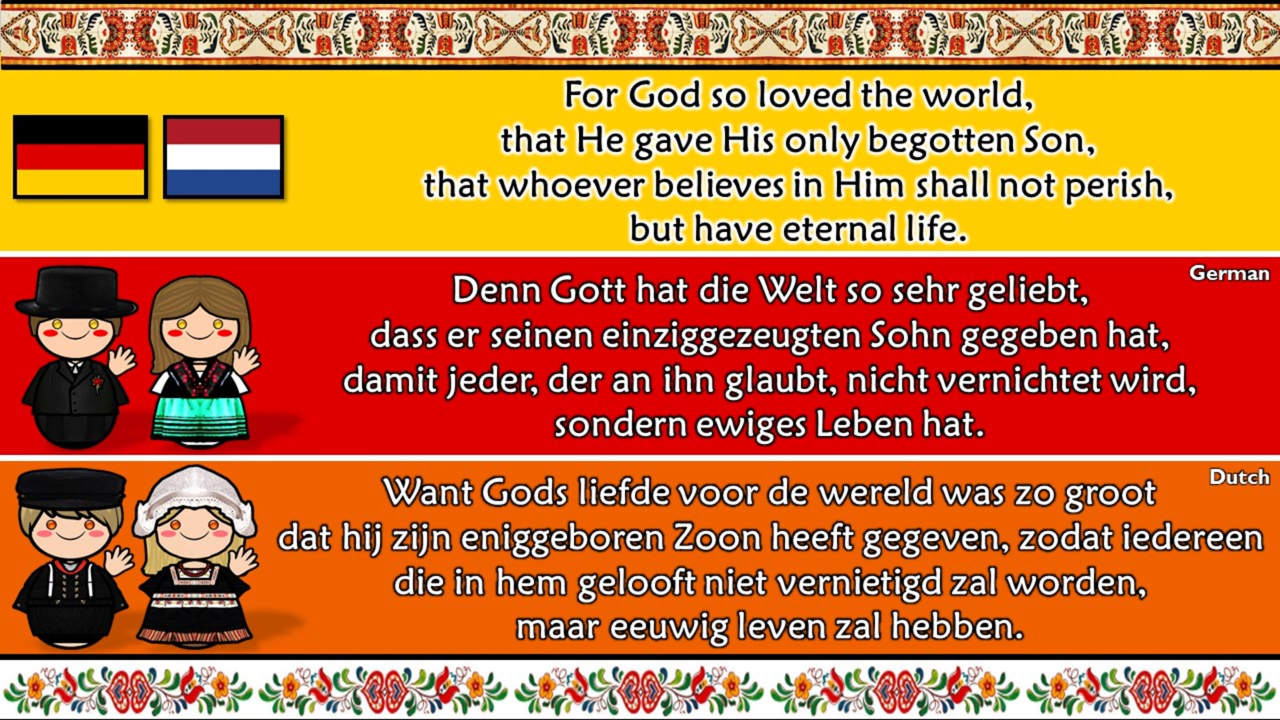 For God so loved the world,
that He gave His only begotten Son,
that whoever believes in Him shall not perish,
but have eternal life.
German
Denn Gott hat die Welt so sehr geliebt,
dass er seinen einziggezeugten Sohn gegeben hat,
damit jeder, der an ihn glaubt, nicht vernichtet wird,
sondern ewiges Leben hat.
Dutch
Want Gods liefde voor de wereld was zo groot
dat hij zijn eniggeboren Zoon heeft gegeven, zodat iedereen
die in hem gelooft niet vernietigd zal worden,
maar eeuwig leven zal hebben.